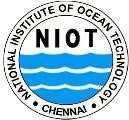 NATIONAL INSTITUTE OF OCEAN TECHNOLOGY
NIOT
• CHENNAI •